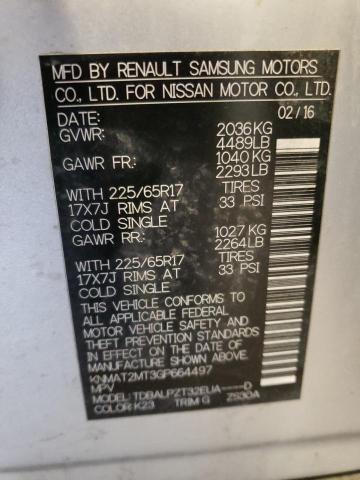 MFD BY RENAULT SAMSUNG MOTORS
CO., LTD. FOR NISSAN MOTOR CO., LTD.
DATE: 02/16
GVWR: 2036KG
4489LB
GAWR FR: 1040KG
2293LB
WITH 225/65R17 TIRES
17X7J RIMS AT 33 PSI
COLD SINGLE
GAWR RR: 1027KG
2264LB
WITH 225/65R17 TIRES
17X7J RIMS AT 33 PSI
COLD SINGLE
THIS VEHICLE CONFORMS TO
ALL APPLICABLE FEDERAL
MOTOR VEHICLE SAFETY AND
THEFT PREVENTION STANDARDS
IN EFFECT ON THE DATE OF
MANUFACTURE SHOWN ABOVE.
KNMAT2MT3GP664497
MPV
MODEL:TDBALPZT32EUA----D
COLOR:K23 TRIM:G ZS30A